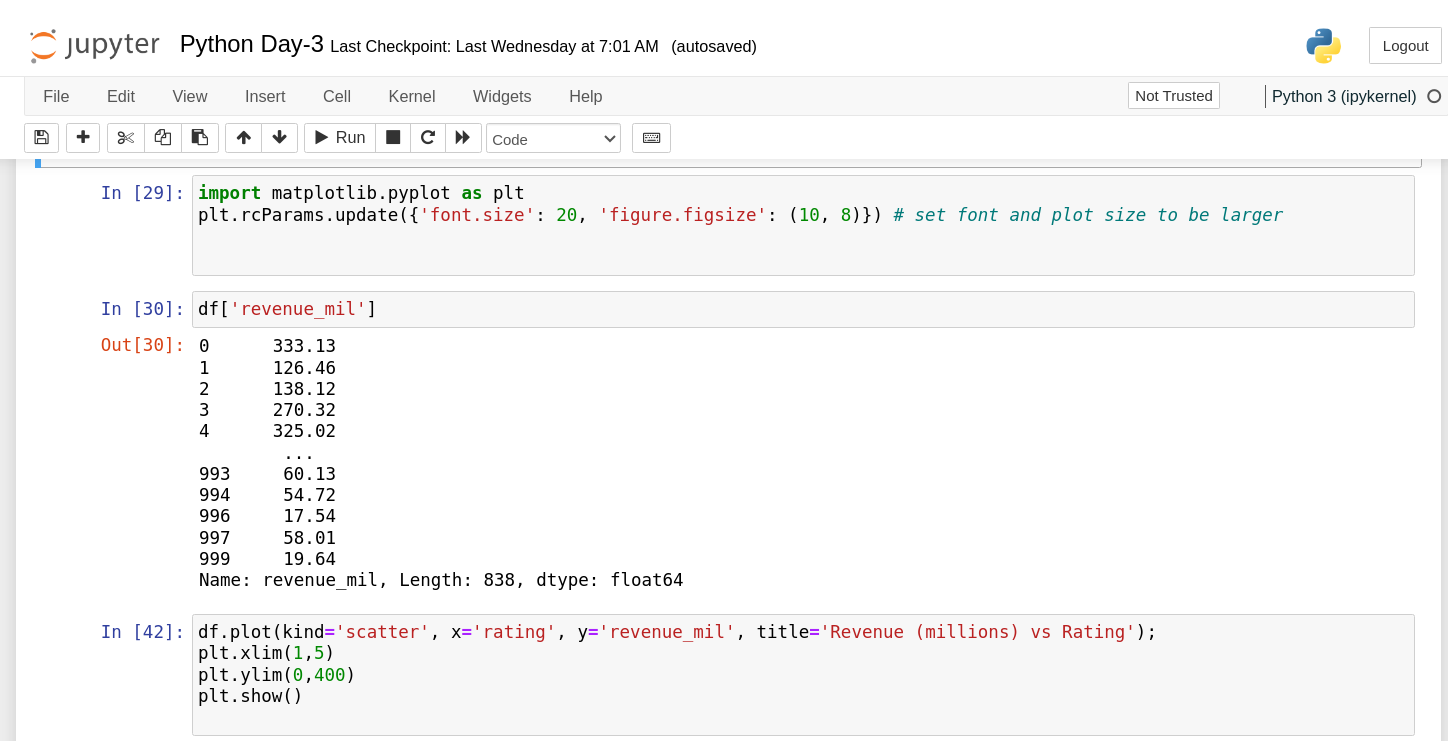 jupyter Python Day-3 Last Checkpoint: Last Wednesday at 7:01 AM (autosaved)
Logout
File Edit View Insert Cell Kernel Widgets Help
Not Trusted
Python 3 (ipykernel)
Run
Code
In [29]: import matplotlib.pyplot as plt
plt.rcParams.update({'font.size': 20, 'figure.figsize': (10, 8)}) # set font and plot size to be larger
In [30]: df['revenue_mil']
Out[30]: 0      333.13
1      126.46
2      138.12
3      270.32
4      325.02
...
993     60.13
994     54.72
996     17.54
997     58.01
999     19.64
Name: revenue_mil, Length: 838, dtype: float64
In [42]: df.plot(kind='scatter', x='rating', y='revenue_mil', title='Revenue (millions) vs Rating');
plt.xlim(1,5)
plt.ylim(0,400)
plt.show()